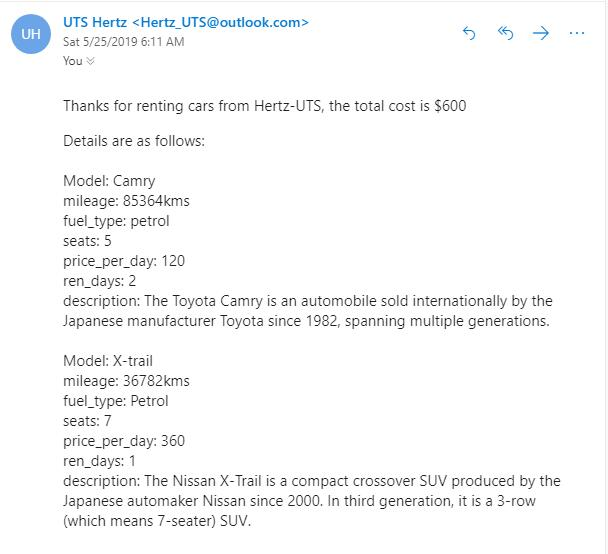 UH
UTS Hertz <Hertz_UTS@outlook.com>
Sat 5/25/2019 6:11 AM
You
Thanks for renting cars from Hertz-UTS, the total cost is $600
Details are as follows:
Model: Camry
mileage: 85364kms
fuel_type: petrol
seats: 5
price_per_day: 120
ren_days: 2
description: The Toyota Camry is an automobile sold internationally by the
Japanese manufacturer Toyota since 1982, spanning multiple generations.
Model: X-trail
mileage: 36782kms
fuel_type: Petrol
seats: 7
price_per_day: 360
ren_days: 1
description: The Nissan X-Trail is a compact crossover SUV produced by the
Japanese automaker Nissan since 2000. In third generation, it is a 3-row
(which means 7-seater) SUV.